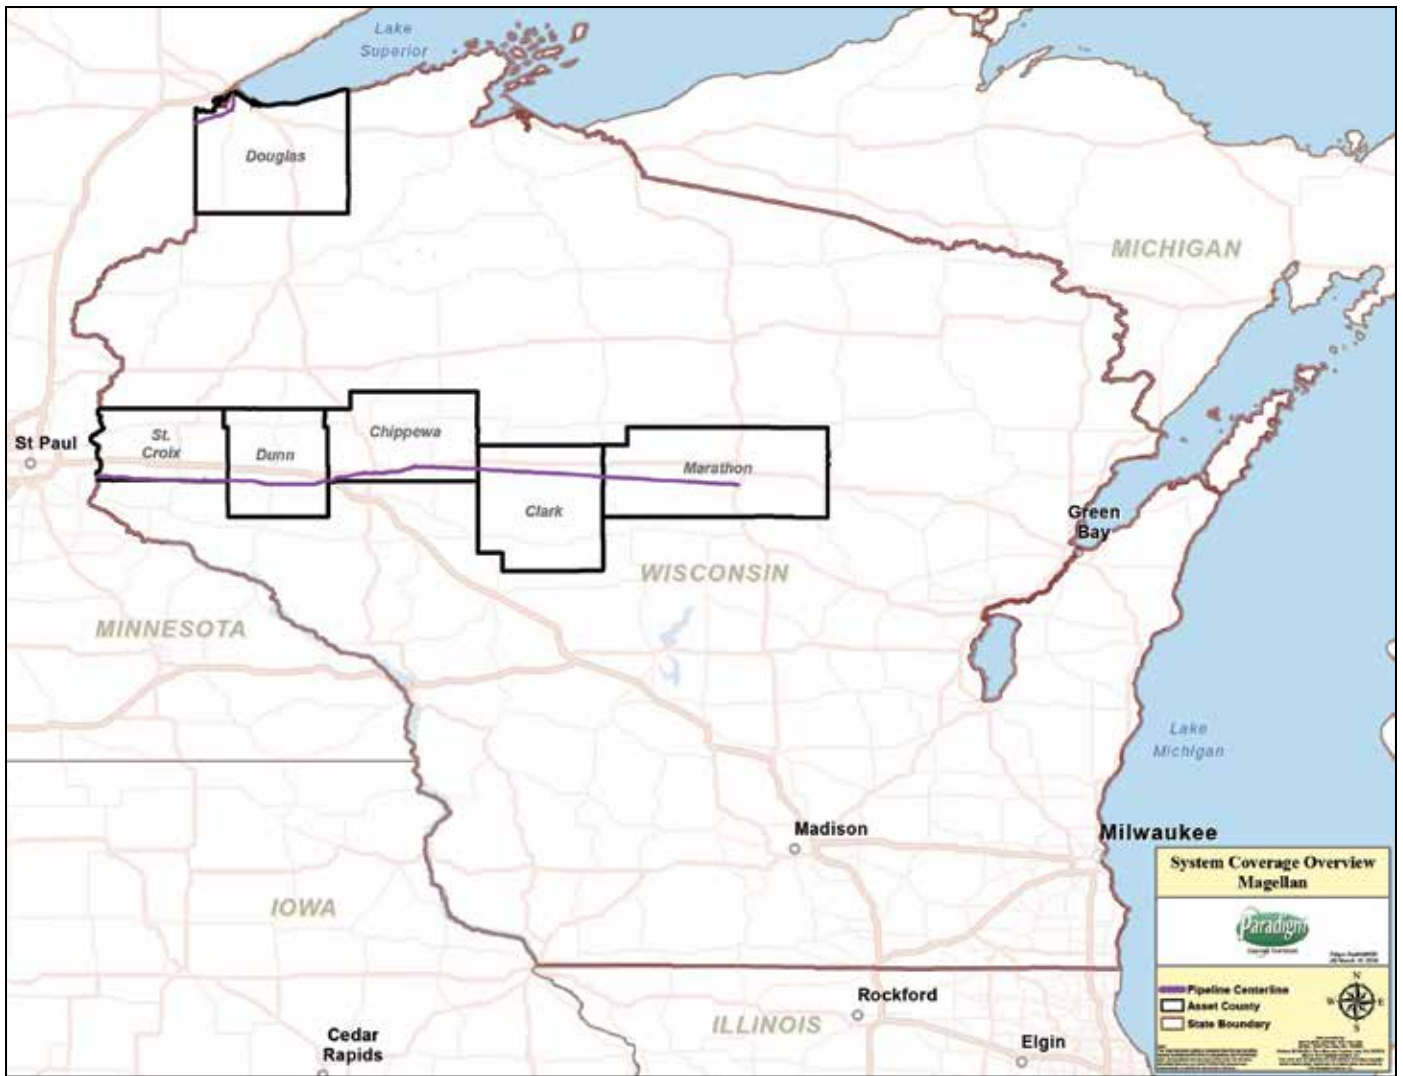 Lake
Superior
Douglas
MICHIGAN
St Paul
St.
Croix
Dunn
Chippewa
Clark
Marathon
Green
Bay
WISCONSIN
MINNESOTA
Lake
Michigan
Madison
Milwaukee
IOWA
Rockford
ILLINOIS
Elgin
Cedar
Rapids
System Coverage Overview
Magellan
Paradigm
N
W
E
S
Pipeline Centerline
Asset County
State Boundary